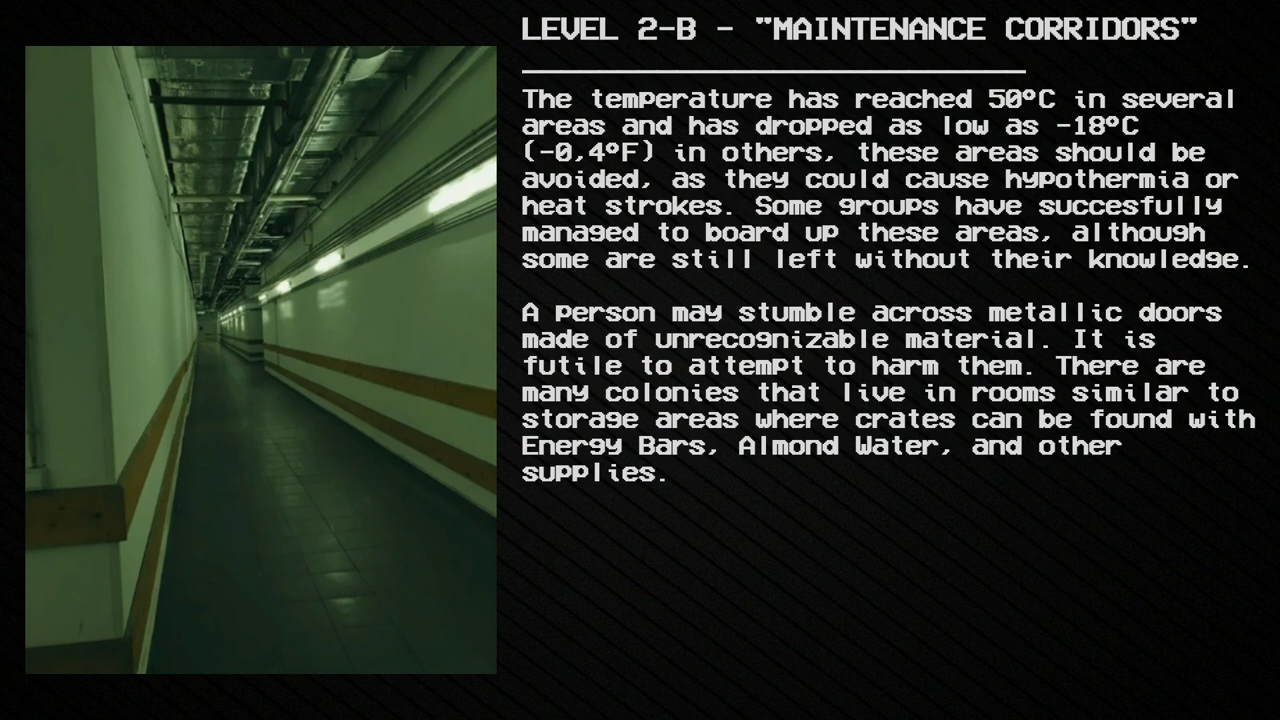 LEVEL 2-B - "MAINTENANCE CORRIDORS"
The temperature has reached 50ºC in several
areas and has dropped as low as -18ºC
(-0,4ºF) in others, these areas should be
avoided, as they could cause hypothermia or
heat strokes. Some groups have succesfully
managed to board up these areas, although
some are still left without their knowledge.
A person may stumble across metallic doors
made of unrecognizable material. It is
futile to attempt to harm them. There are
many colonies that live in rooms similar to
storage areas where crates can be found with
Energy Bars, Almond Water, and other
supplies.